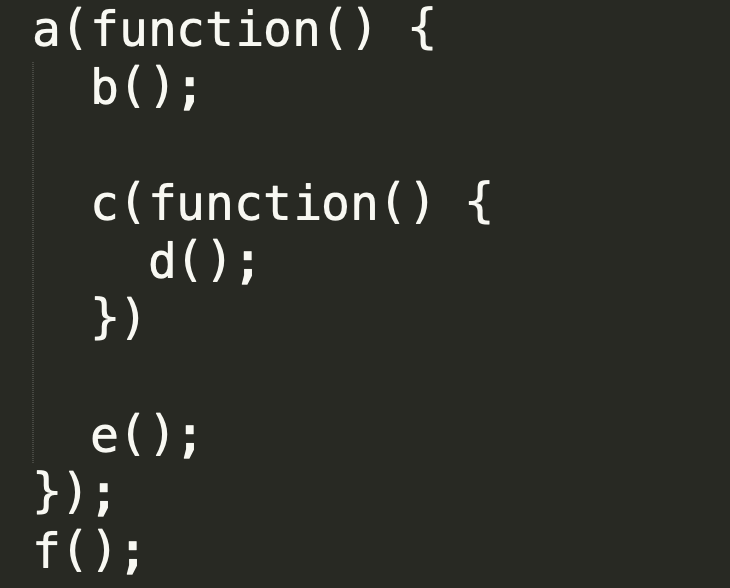 a(function() {
  b();

  c(function() {
    d();
  })

  e();
});
f();